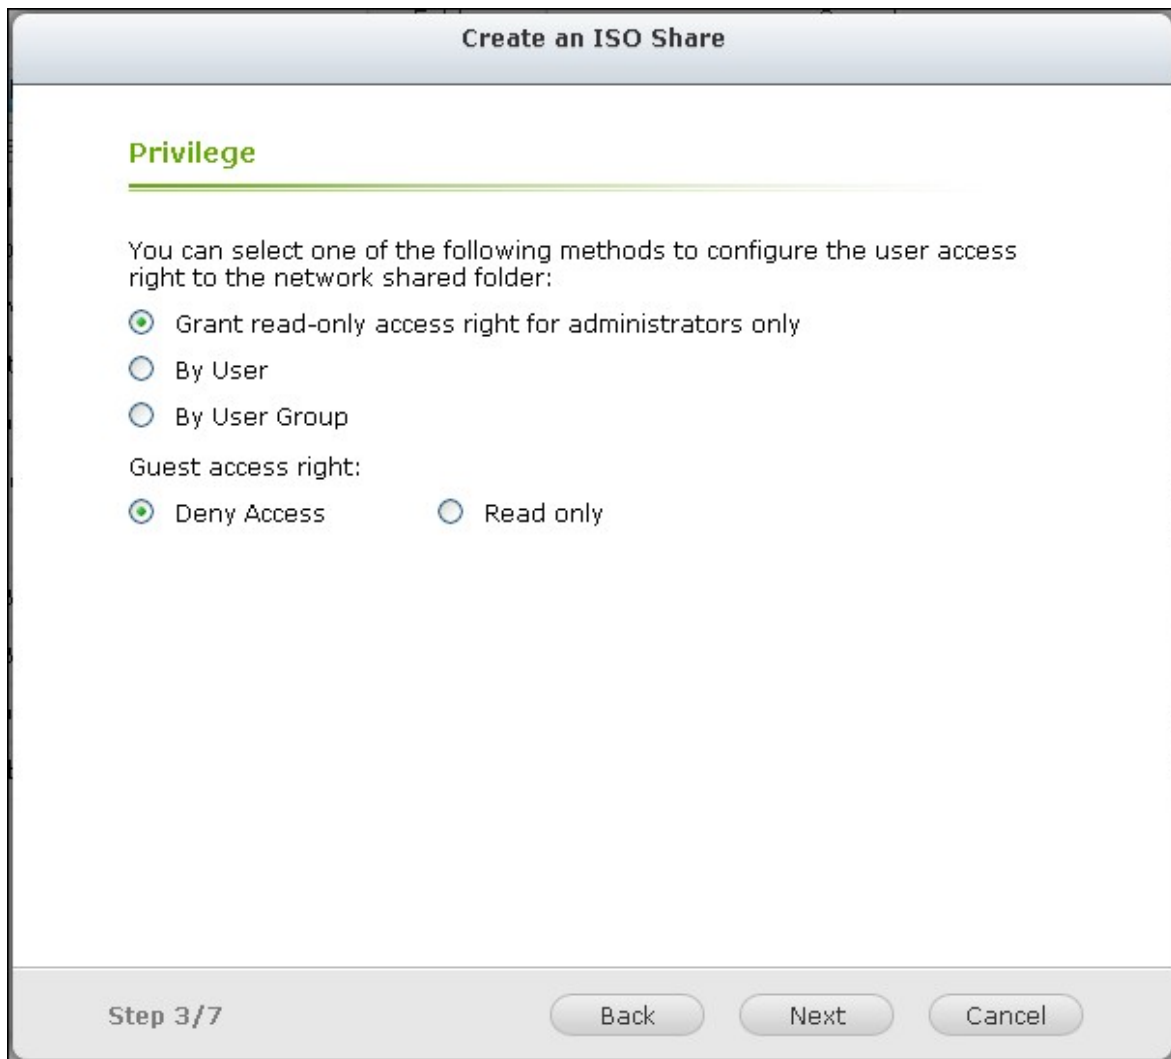 Create an ISO Share
Privilege
You can select one of the following methods to configure the user access
right to the network shared folder:
Grant read-only access right for administrators only
By User
By User Group
Guest access right:
Deny Access Read only
Step 3/7 Back Next Cancel